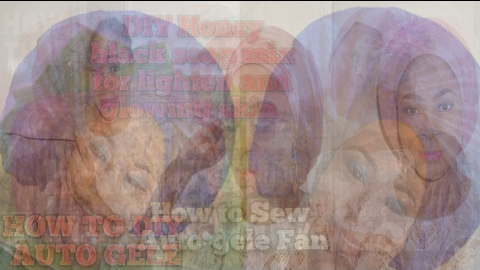 DIY Honey
black soap mix
for lighter and
glowing skin.
How to Sew
Auto gele Fan
HOW TO DIY
AUTO GELE